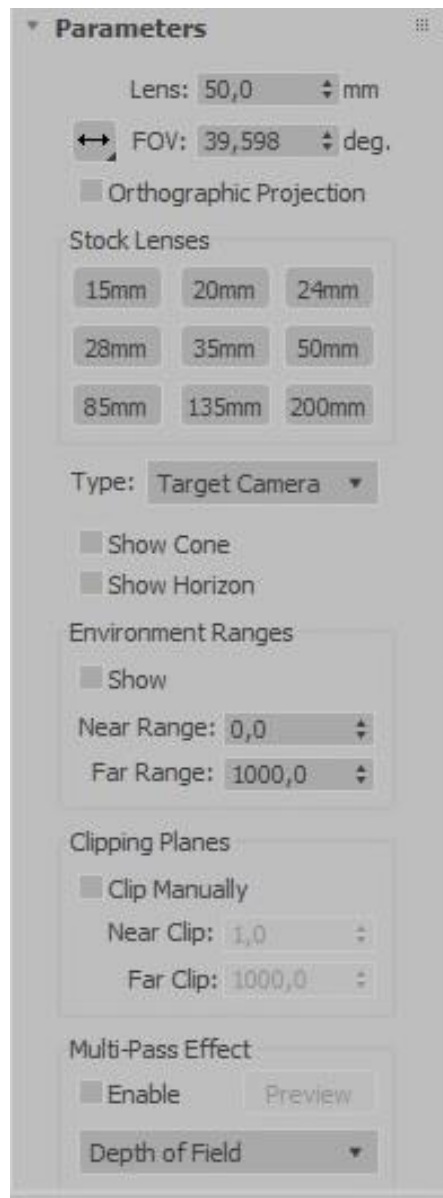 Parameters
Lens: 50,0 mm
FOV: 39,598 deg.
Orthographic Projection
Stock Lenses
15mm 20mm 24mm
28mm 35mm 50mm
85mm 135mm 200mm
Type: Target Camera
Show Cone
Show Horizon
Environment Ranges
Show
Near Range: 0,0
Far Range: 1000,0
Clipping Planes
Clip Manually
Near Clip: 1,0
Far Clip: 1000,0
Multi-Pass Effect
Enable Preview
Depth of Field